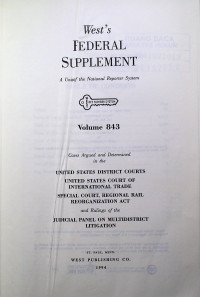 West's
FEDERAL
SUPPLEMENT
A Unit of the National Reporter System
Volume 843
Cases Argued and Determined
in the
UNITED STATES DISTRICT COURTS
UNITED STATES COURT OF
INTERNATIONAL TRADE
SPECIAL COURT, REGIONAL RAIL
REORGANIZATION ACT
and Rulings of the
JUDICIAL PANEL ON MULTIDISTRICT
LITIGATION
ST. PAUL, MINN.
WEST PUBLISHING CO.
1994